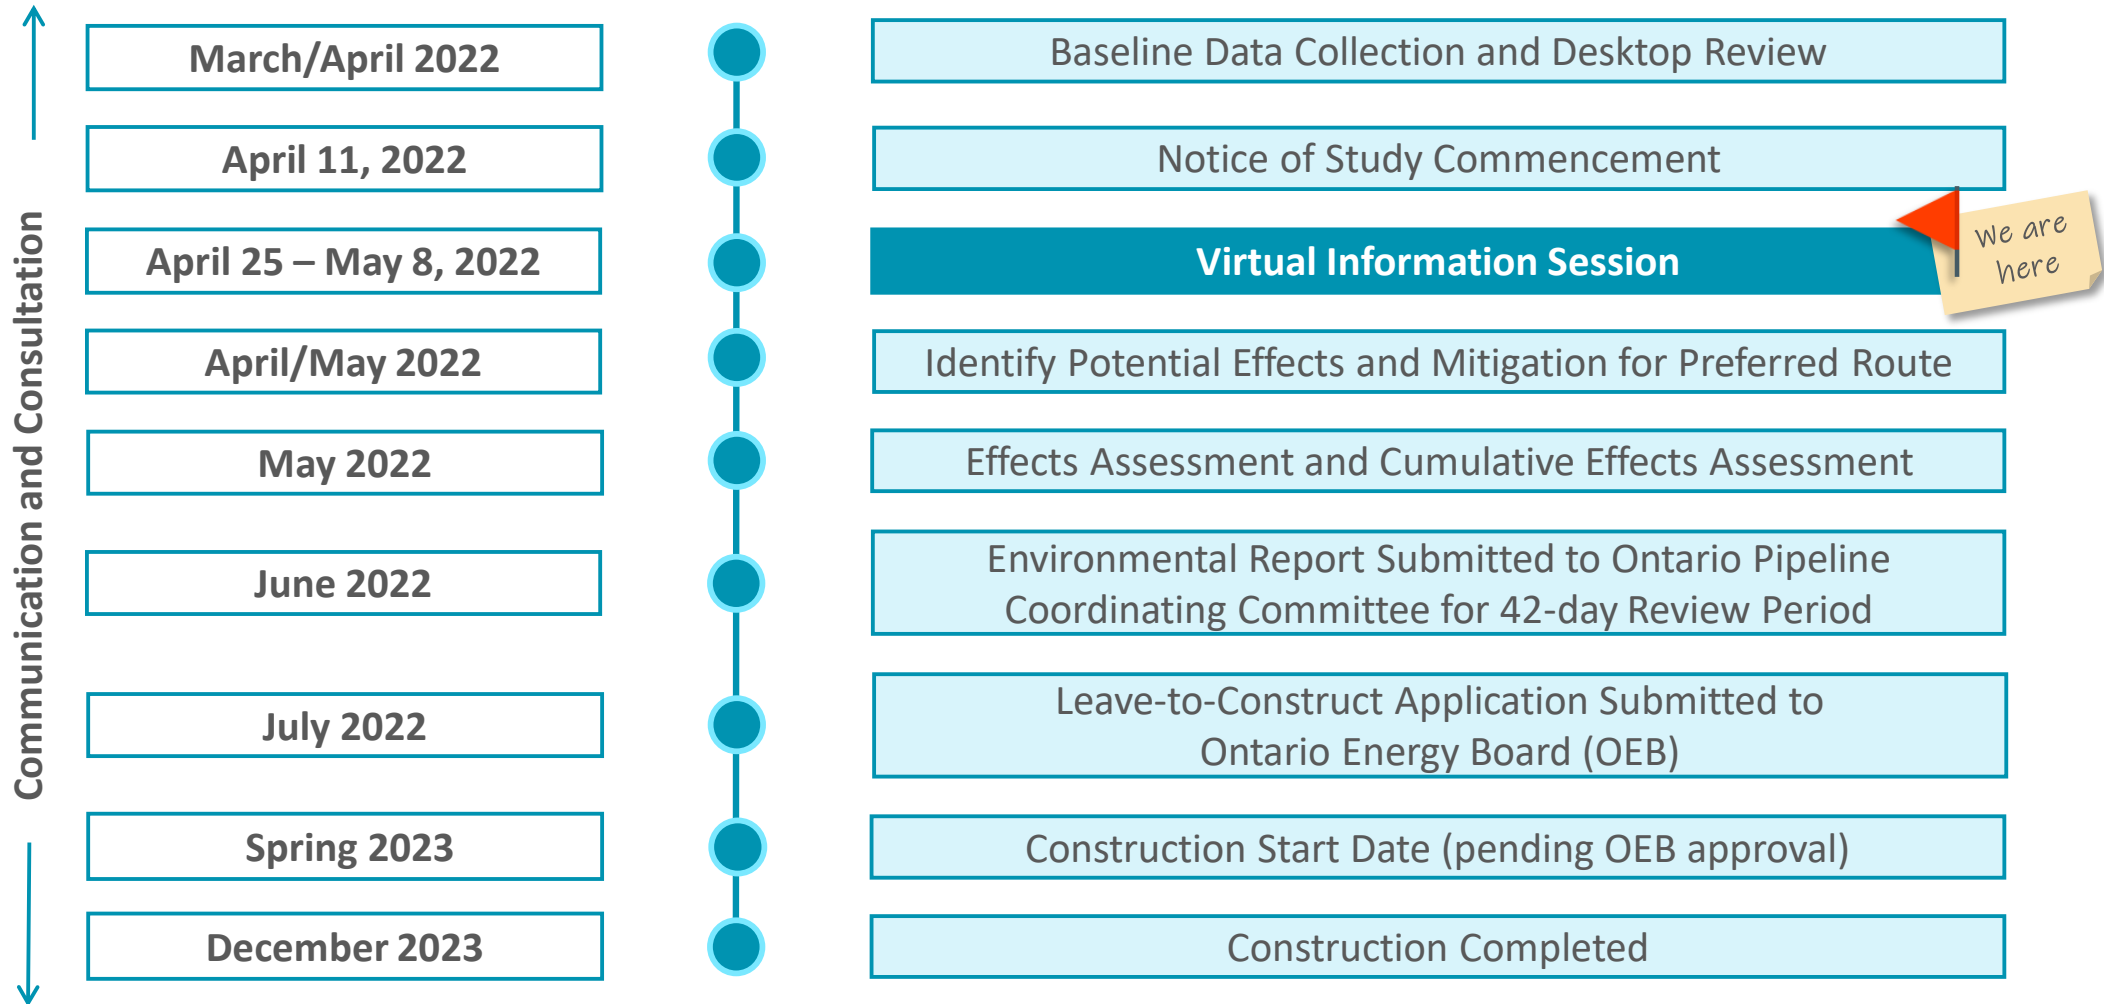 Communication and Consultation
March/April 2022
Baseline Data Collection and Desktop Review
April 11, 2022
Notice of Study Commencement
April 25 – May 8, 2022
Virtual Information Session
We are
here
April/May 2022
Identify Potential Effects and Mitigation for Preferred Route
May 2022
Effects Assessment and Cumulative Effects Assessment
June 2022
Environmental Report Submitted to Ontario Pipeline
Coordinating Committee for 42-day Review Period
July 2022
Leave-to-Construct Application Submitted to
Ontario Energy Board (OEB)
Spring 2023
Construction Start Date (pending OEB approval)
December 2023
Construction Completed